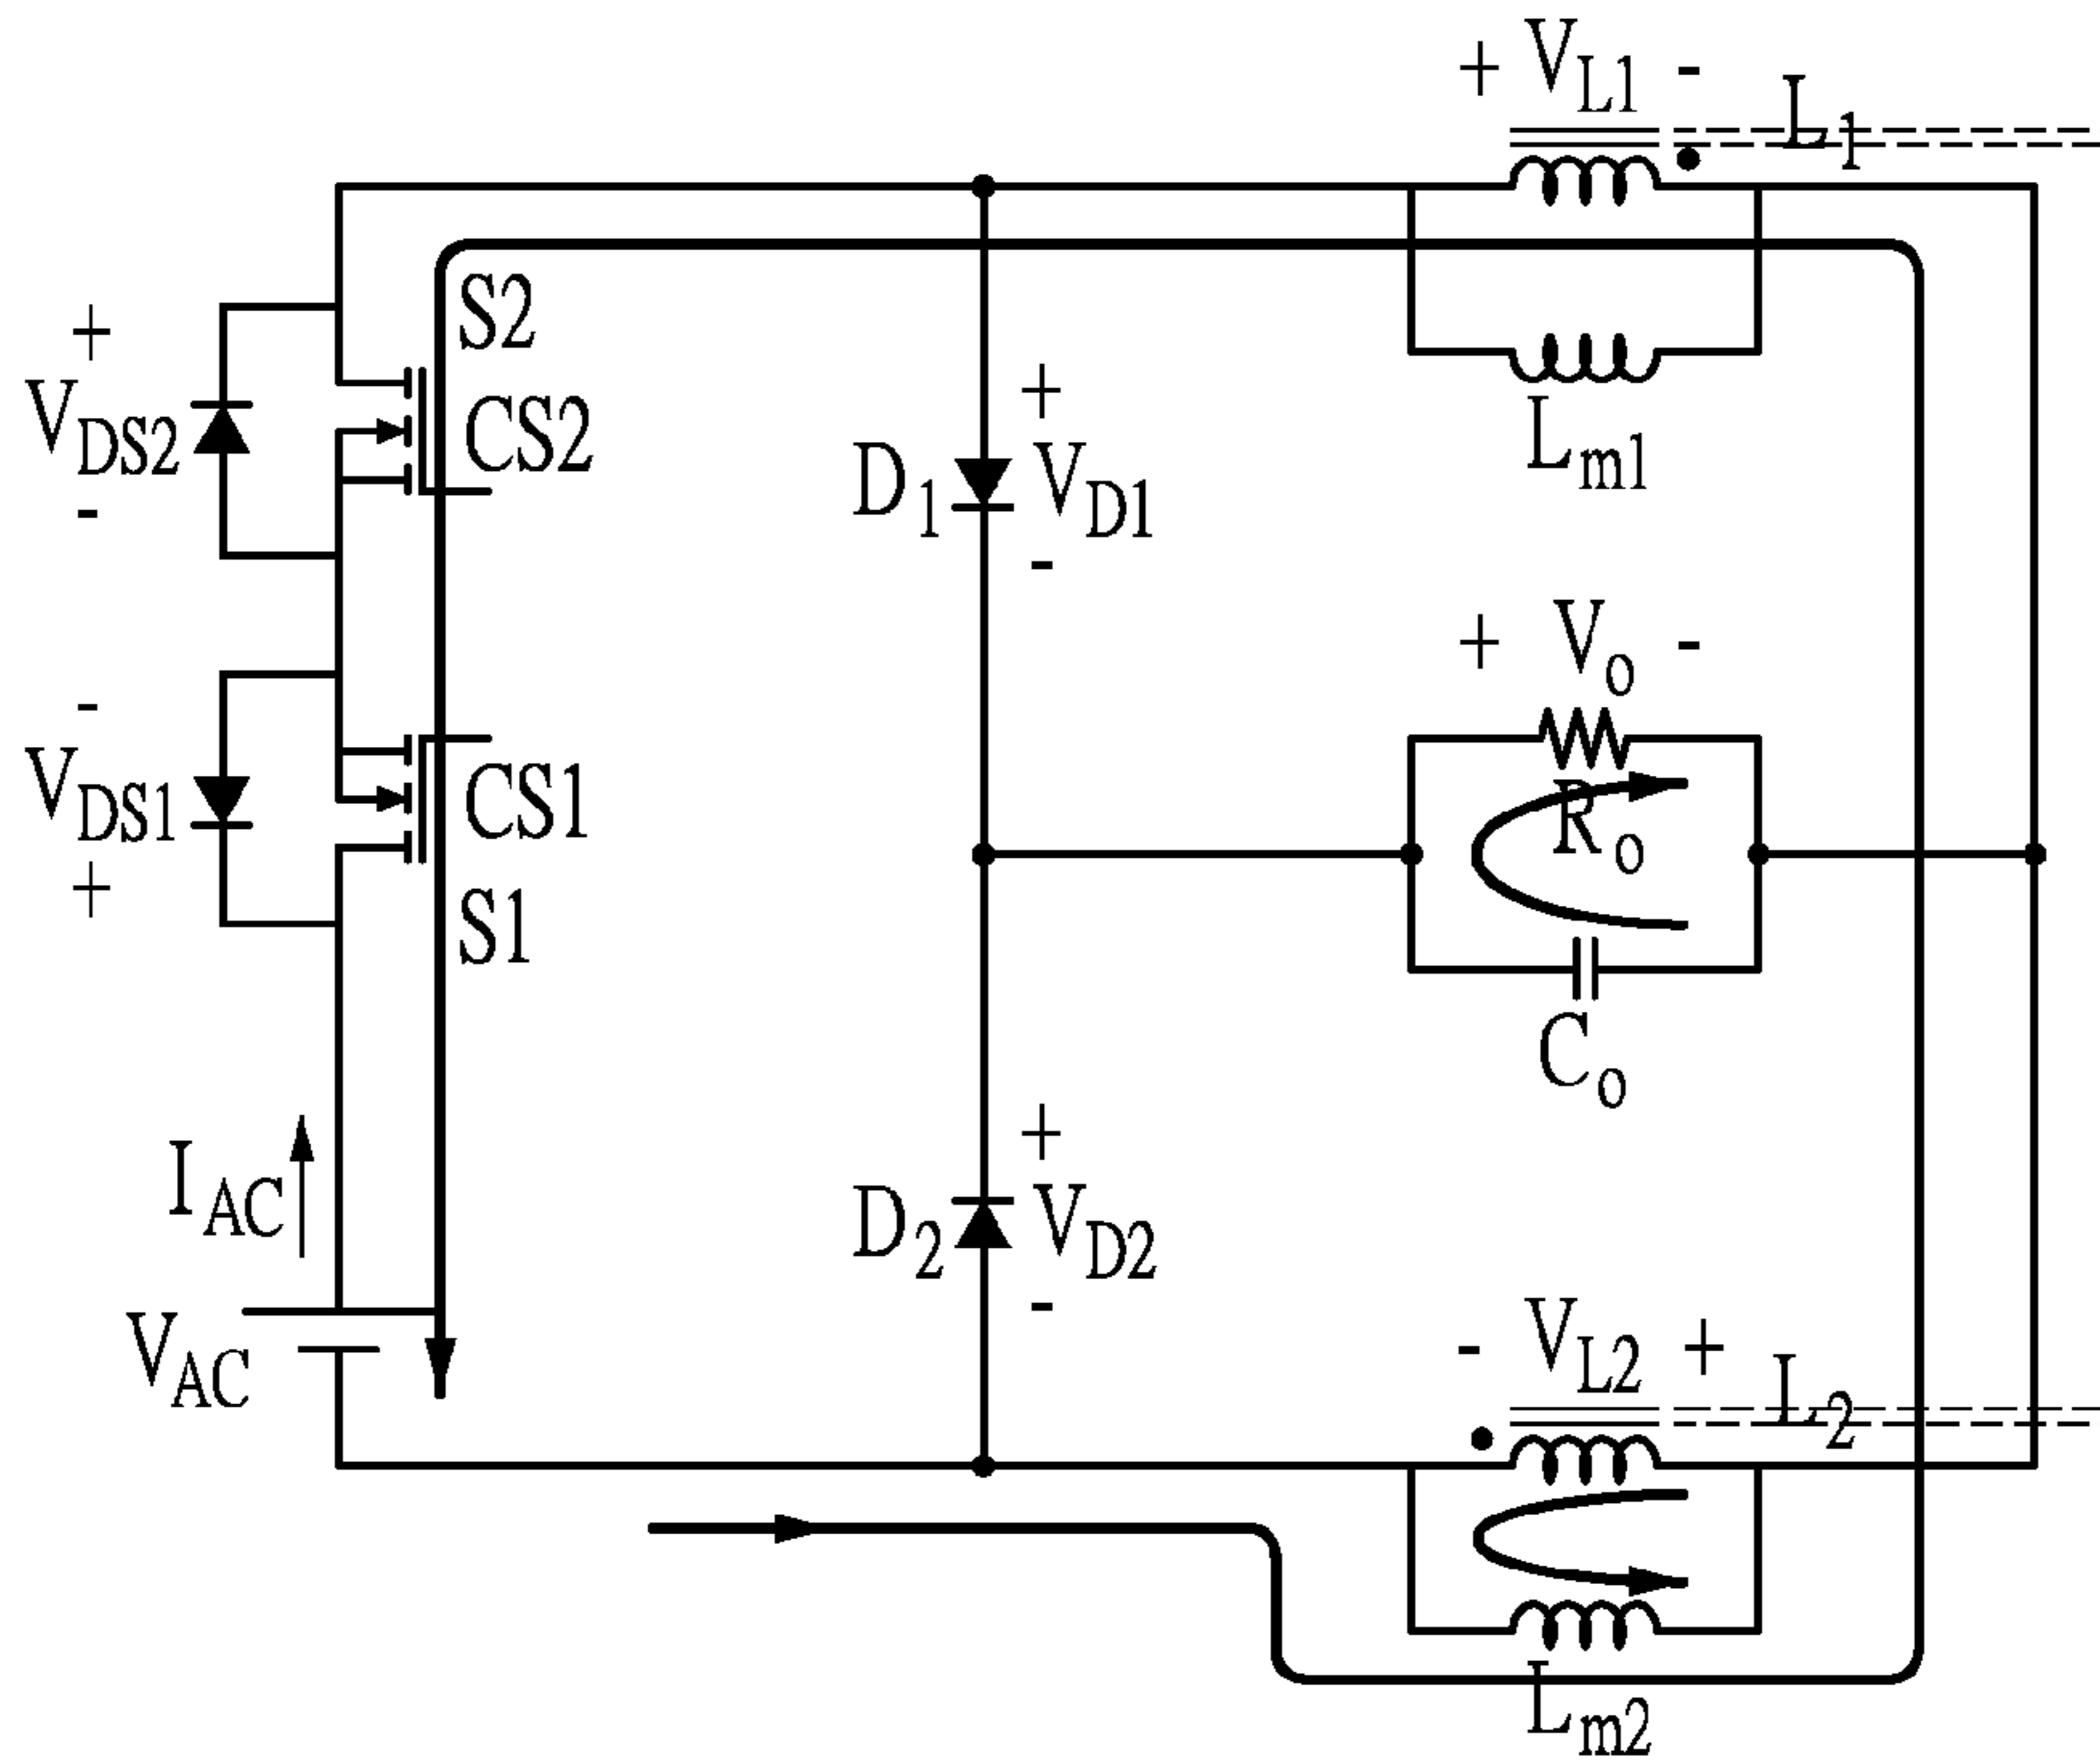 + VL1 -
L1
S2
+
VDS2
-
CS2
Lm1
D1
+
VD1
-
+ Vo -
-
VDS1
+
CS1
Ro
S1
Co
IAC
D2
+
VD2
-
VAC
- VL2 +
L2
Lm2